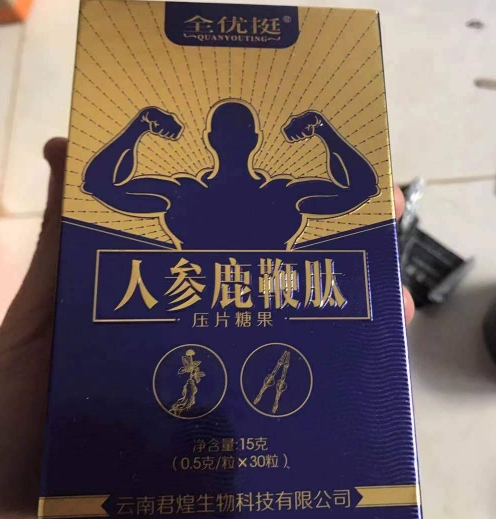 全优挺®
QUANYOUTING
人参鹿鞭肽
压片糖果
净含量:15克
(0.5克/粒×30粒)
云南君煌生物科技有限公司